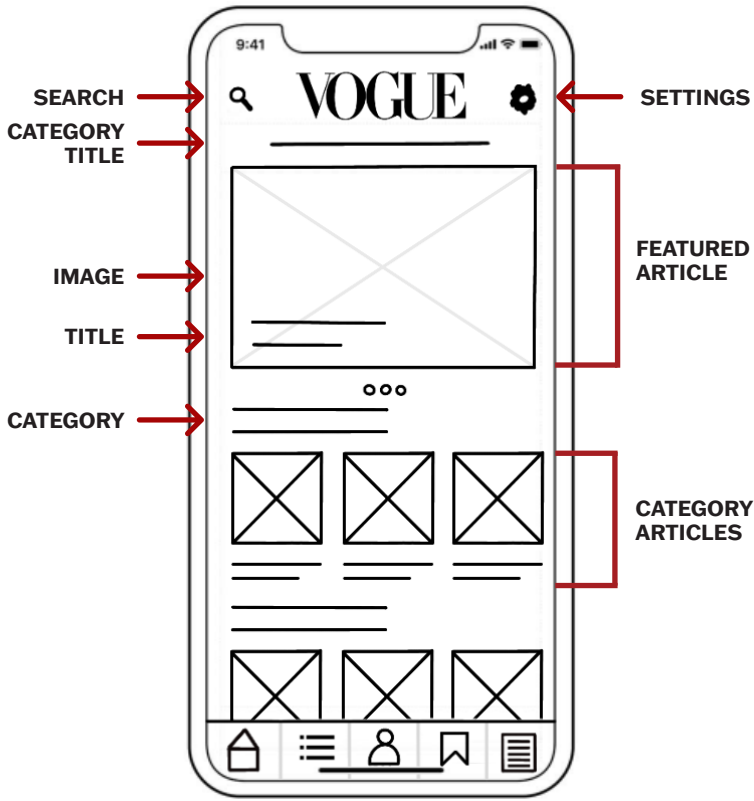 9:41
VOGUE
SEARCH
SETTINGS
CATEGORY
TITLE
IMAGE
FEATURED
ARTICLE
TITLE
CATEGORY
CATEGORY
ARTICLES